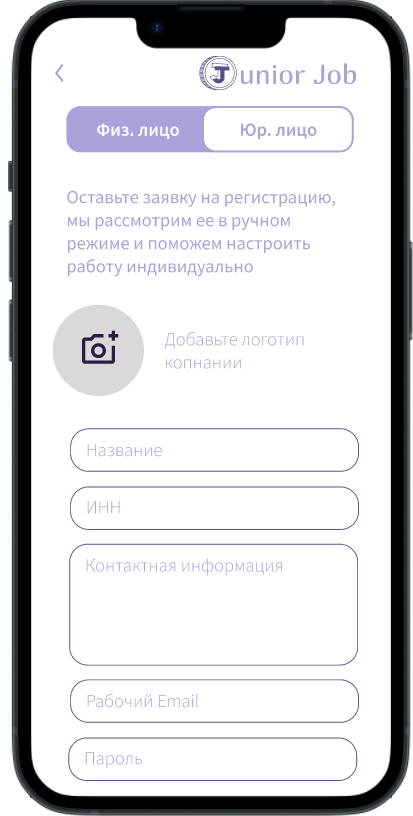 Junior Job
Физ. лицо
Юр. лицо
Оставьте заявку на регистрацию,
мы рассмотрим ее в ручном
режиме и поможем настроить
работу индивидуально
Добавьте логотип
копнании
Название
ИНН
Контактная информация
Рабочий Email
Пароль